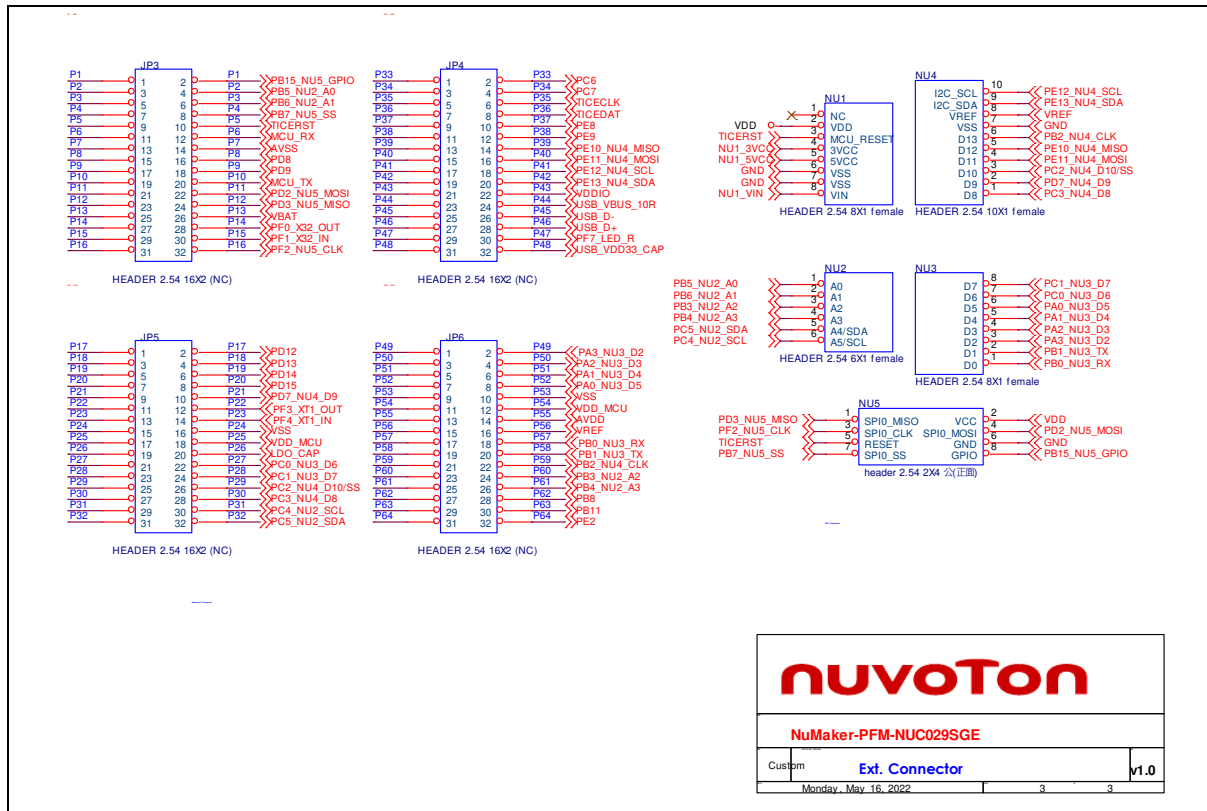 JP3
P1 1 2 P1 PB15_NU5_GPIO
P2 3 4 P2 PB5_NU2_A0
P3 5 6 P3 PB6_NU2_A1
P4 7 8 P4 PB7_NU5_SS
P5 9 10 P5 TICERST
P6 11 12 P6 MCU_RX
P7 13 14 P7 AVSS
P8 15 16 P8 PD8
P9 17 18 P9 PD9
P10 19 20 P10 MCU_TX
P11 21 22 P11 PD2_NU5_MOSI
P12 23 24 P12 PD3_NU5_MISO
P13 25 26 P13 VBAT
P14 27 28 P14 PF0_X32_OUT
P15 29 30 P15 PF1_X32_IN
P16 31 32 P16 PF2_NU5_CLK
HEADER 2.54 16X2 (NC)
JP4
P33 1 2 P33 PC6
P34 3 4 P34 PC7
P35 5 6 P35 TICECLK
P36 7 8 P36 TICEDAT
P37 9 10 P37 PE8
P38 11 12 P38 PE9
P39 13 14 P39 PE10_NU4_MISO
P40 15 16 P40 PE11_NU4_MOSI
P41 17 18 P41 PE12_NU4_SCL
P42 19 20 P42 PE13_NU4_SDA
P43 21 22 P43 VDDIO
P44 23 24 P44 USB_VBUS_10R
P45 25 26 P45 USB_D-
P46 27 28 P46 USB_D+
P47 29 30 P47 PF7_LED_R
P48 31 32 P48 USB_VDD33_CAP
HEADER 2.54 16X2 (NC)
NU1
1 NC
VDD 2 VDD
TICERST 3 MCU_RESET
NU1_3VCC 4 3VCC
NU1_5VCC 5 5VCC
GND 6 VSS
GND 7 VSS
NU1_VIN 8 VIN
HEADER 2.54 8X1 female
NU4
I2C_SCL 10 PE12_NU4_SCL
I2C_SDA 9 PE13_NU4_SDA
VREF 8 VREF
VSS 7 GND
D13 6 PB2_NU4_CLK
D12 5 PE10_NU4_MISO
D11 4 PE11_NU4_MOSI
D10 3 PC2_NU4_D10/SS
D9 2 PD7_NU4_D9
D8 1 PC3_NU4_D8
HEADER 2.54 10X1 female
NU2
PB5_NU2_A0 1 A0
PB6_NU2_A1 2 A1
PB3_NU2_A2 3 A2
PB4_NU2_A3 4 A3
PC5_NU2_SDA 5 A4/SDA
PC4_NU2_SCL 6 A5/SCL
HEADER 2.54 6X1 female
NU3
D7 8 PC1_NU3_D7
D6 7 PC0_NU3_D6
D5 6 PA0_NU3_D5
D4 5 PA1_NU3_D4
D3 4 PA2_NU3_D3
D2 3 PA3_NU3_D2
D1 2 PB1_NU3_TX
D0 1 PB0_NU3_RX
HEADER 2.54 8X1 female
JP5
P17 1 2 P17 PD12
P18 3 4 P18 PD13
P19 5 6 P19 PD14
P20 7 8 P20 PD15
P21 9 10 P21 PD7_NU4_D9
P22 11 12 P22 PF3_XT1_OUT
P23 13 14 P23 PF4_XT1_IN
P24 15 16 P24 VSS
P25 17 18 P25 VDD_MCU
P26 19 20 P26 LDO_CAP
P27 21 22 P27 PC0_NU3_D6
P28 23 24 P28 PC1_NU3_D7
P29 25 26 P29 PC2_NU4_D10/SS
P30 27 28 P30 PC3_NU4_D8
P31 29 30 P31 PC4_NU2_SCL
P32 31 32 P32 PC5_NU2_SDA
HEADER 2.54 16X2 (NC)
JP6
P49 1 2 P49 PA3_NU3_D2
P50 3 4 P50 PA2_NU3_D3
P51 5 6 P51 PA1_NU3_D4
P52 7 8 P52 PA0_NU3_D5
P53 9 10 P53 VSS
P54 11 12 P54 VDD_MCU
P55 13 14 P55 AVDD
P56 15 16 P56 VREF
P57 17 18 P57 PB0_NU3_RX
P58 19 20 P58 PB1_NU3_TX
P59 21 22 P59 PB2_NU4_CLK
P60 23 24 P60 PB3_NU2_A2
P61 25 26 P61 PB4_NU2_A3
P62 27 28 P62 PB8
P63 29 30 P63 PB11
P64 31 32 P64 PE2
HEADER 2.54 16X2 (NC)
NU5
PD3_NU5_MISO 1 SPI0_MISO VCC 2 VDD
PF2_NU5_CLK 3 SPI0_CLK SPI0_MOSI 4 PD2_NU5_MOSI
TICERST 5 RESET GND 6 GND
PB7_NU5_SS 7 SPI0_SS GPIO 8 PB15_NU5_GPIO
header 2.54 2X4 公(正面)
nuvoTon
NuMaker-PFM-NUC029SGE
Custom Ext. Connector v1.0
Monday, May 16, 2022 3 3